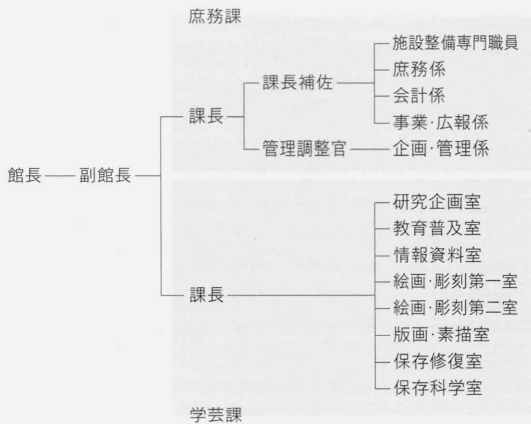 庶務課
館長
副館長
課長
課長補佐
施設整備専門職員
庶務係
会計係
事業・広報係
管理調整官
企画・管理係
課長
研究企画室
教育普及室
情報資料室
絵画・彫刻第一室
絵画・彫刻第二室
版画・素描室
保存修復室
保存科学室
学芸課